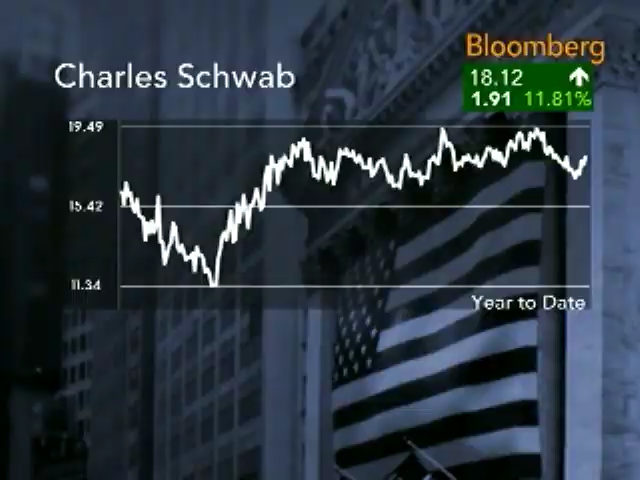 Bloomberg
Charles Schwab
18.12
1.91 11.81%
19.49
15.42
11.34
Year to Date